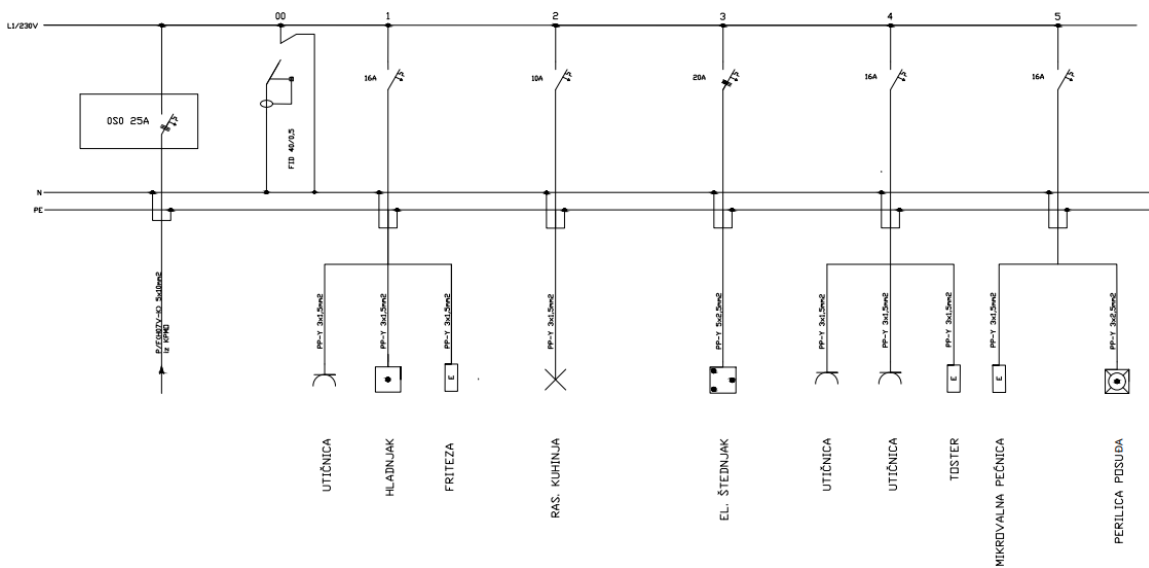 00
1
2
3
4
5
L1/230V
16A
10A
20A
16A
16A
OSO 25A
FID 40/0,5
N
PE
P/F(H07V-K) 5x10mm2
Iz KPMO
PP-Y 3x1,5mm2
PP-Y 3x1,5mm2
PP-Y 3x1,5mm2
PP-Y 3x1,5mm2
PP-Y 5x2,5mm2
PP-Y 3x1,5mm2
PP-Y 3x1,5mm2
PP-Y 3x1,5mm2
PP-Y 3x1,5mm2
PP-Y 3x2,5mm2
E
E
E
UTIČNICA
HLADNJAK
FRITEZA
RAS. KUHINJA
EL. ŠTEDNJAK
UTIČNICA
UTIČNICA
TOSTER
MIKROVALNA PEĆNICA
PERILICA POSUĐA